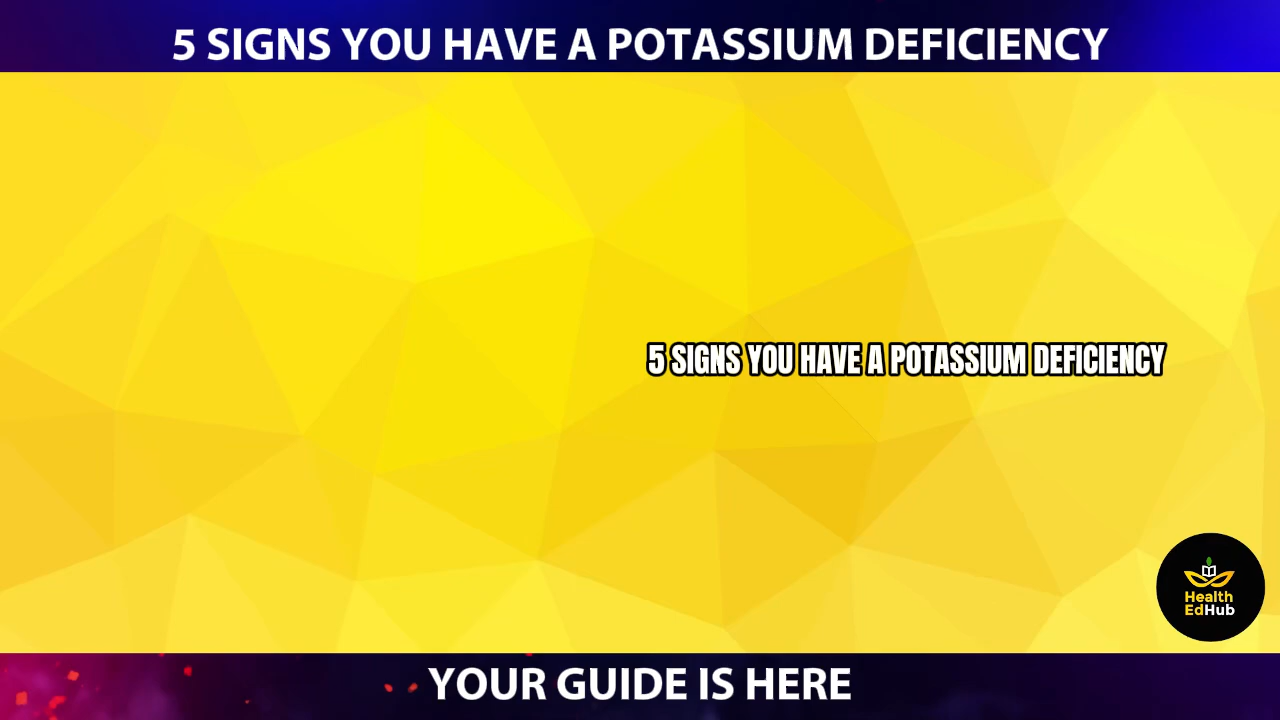 5 SIGNS YOU HAVE A POTASSIUM DEFICIENCY
5 SIGNS YOU HAVE A POTASSIUM DEFICIENCY
Health
EdHub
YOUR GUIDE IS HERE